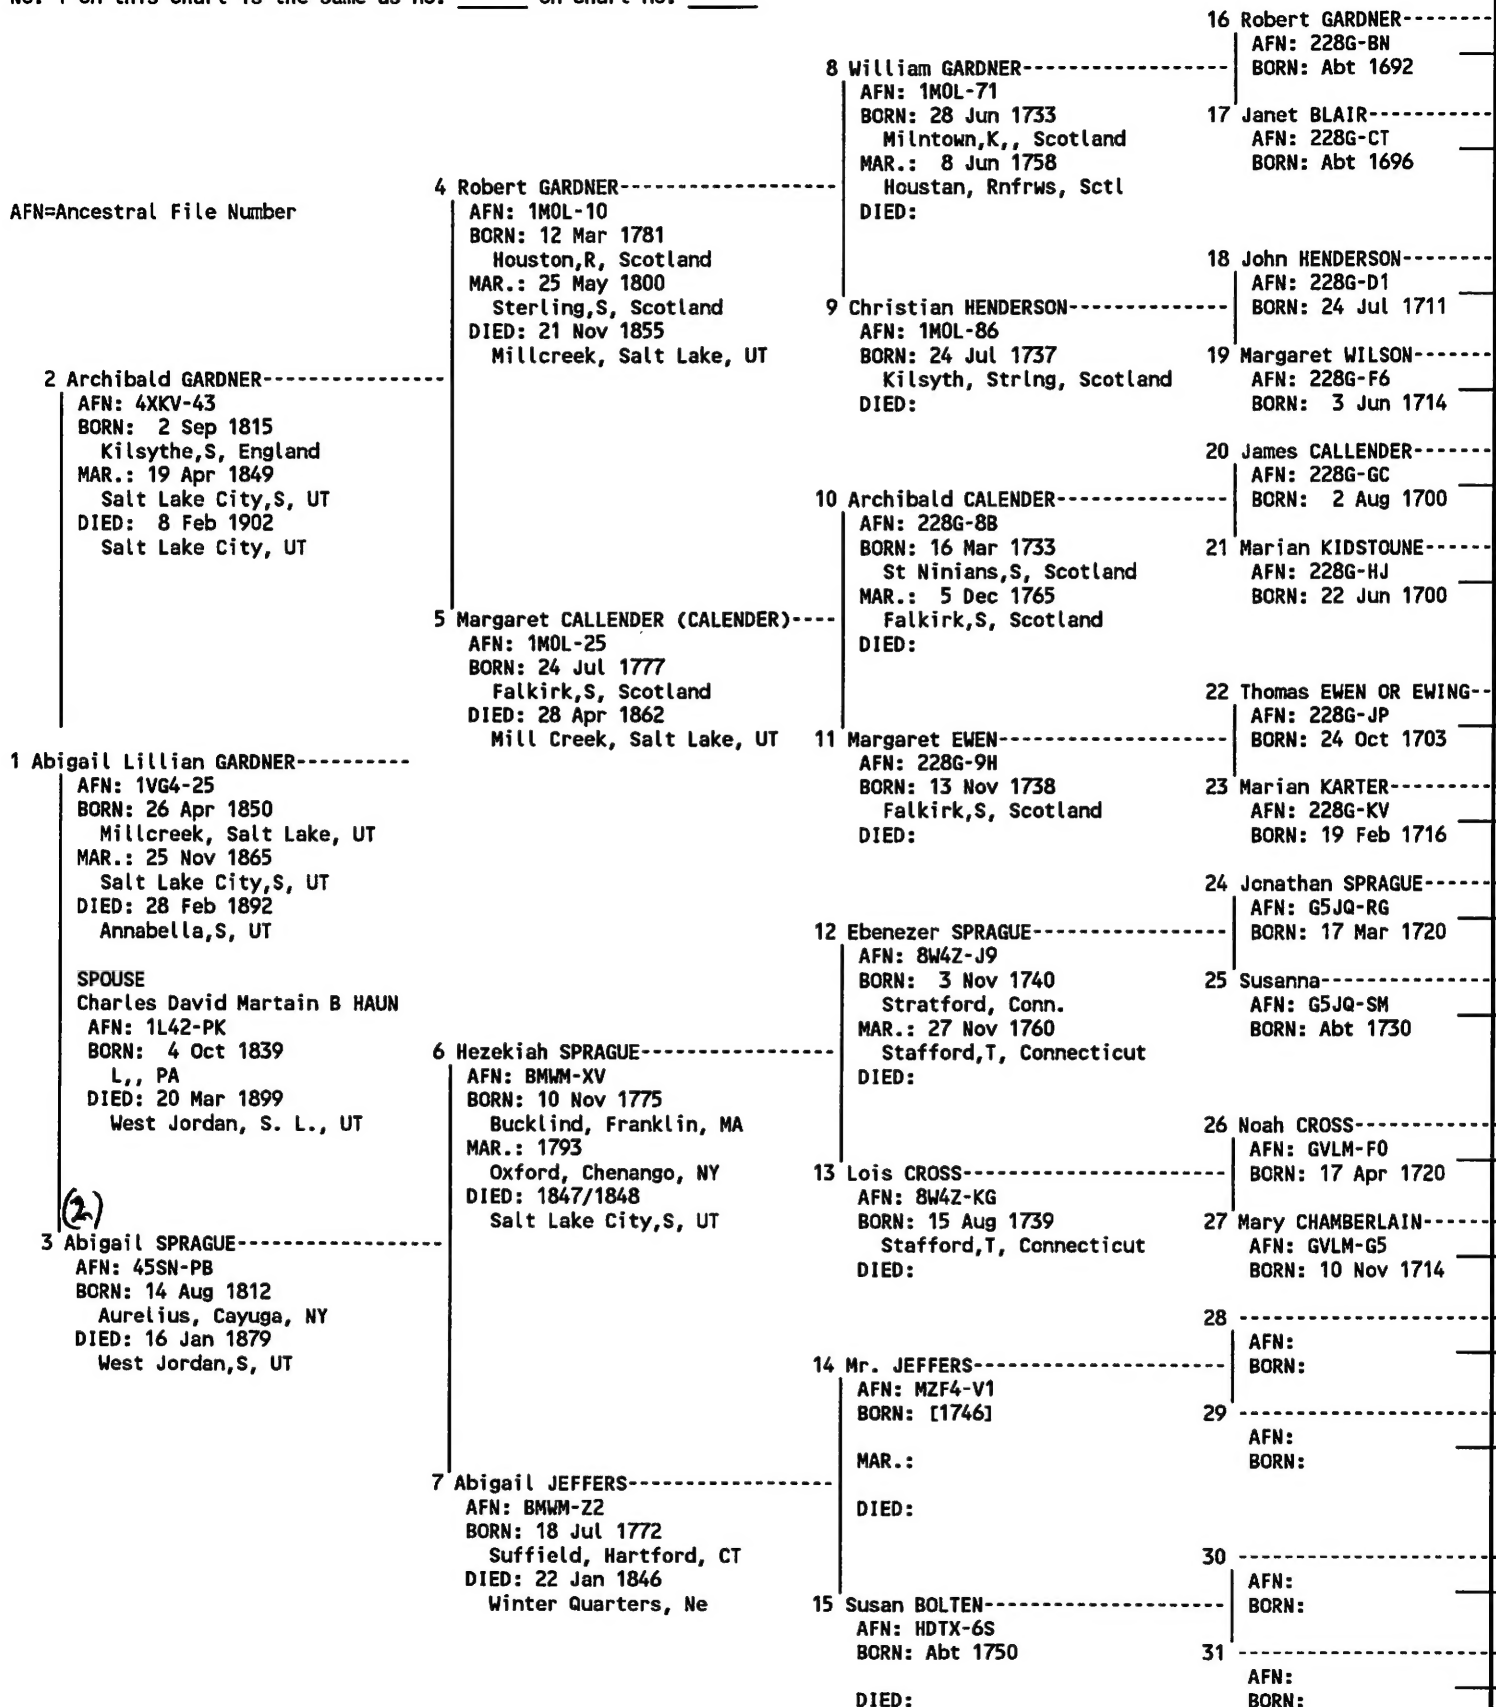 No. 1 on this chart is the same as no. ______ on chart no. ______
AFN=Ancestral File Number
1 Abigail Lillian GARDNER----------
AFN: 1VG4-25
BORN: 26 Apr 1850
Millcreek, Salt Lake, UT
MAR.: 25 Nov 1865
Salt Lake City,S, UT
DIED: 28 Feb 1892
Annabella,S, UT
SPOUSE
Charles David Martain B HAUN
AFN: 1L42-PK
BORN: 4 Oct 1839
L,, PA
DIED: 20 Mar 1899
West Jordan, S. L., UT
2 Archibald GARDNER----------------
AFN: 4XKV-43
BORN: 2 Sep 1815
Kilsythe,S, England
MAR.: 19 Apr 1849
Salt Lake City,S, UT
DIED: 8 Feb 1902
Salt Lake City, UT
(2)
3 Abigail SPRAGUE------------------
AFN: 45SN-PB
BORN: 14 Aug 1812
Aurelius, Cayuga, NY
DIED: 16 Jan 1879
West Jordan,S, UT
4 Robert GARDNER-------------------
AFN: 1MOL-10
BORN: 12 Mar 1781
Houston,R, Scotland
MAR.: 25 May 1800
Sterling,S, Scotland
DIED: 21 Nov 1855
Millcreek, Salt Lake, UT
5 Margaret CALLENDER (CALENDER)----
AFN: 1MOL-25
BORN: 24 Jul 1777
Falkirk,S, Scotland
DIED: 28 Apr 1862
Mill Creek, Salt Lake, UT
6 Hezekiah SPRAGUE-----------------
AFN: BMWM-XV
BORN: 10 Nov 1775
Bucklind, Franklin, MA
MAR.: 1793
Oxford, Chenango, NY
DIED: 1847/1848
Salt Lake City,S, UT
7 Abigail JEFFERS------------------
AFN: BMWM-Z2
BORN: 18 Jul 1772
Suffield, Hartford, CT
DIED: 22 Jan 1846
Winter Quarters, Ne
8 William GARDNER------------------
AFN: 1MOL-71
BORN: 28 Jun 1733
Milntown,K,, Scotland
MAR.: 8 Jun 1758
Houstan, Rnfrws, Sctl
DIED:
9 Christian HENDERSON--------------
AFN: 1MOL-86
BORN: 24 Jul 1737
Kilsyth, Strlng, Scotland
DIED:
10 Archibald CALENDER---------------
AFN: 228G-8B
BORN: 16 Mar 1733
St Ninians,S, Scotland
MAR.: 5 Dec 1765
Falkirk,S, Scotland
DIED:
11 Margaret EWEN--------------------
AFN: 228G-9H
BORN: 13 Nov 1738
Falkirk,S, Scotland
DIED:
12 Ebenezer SPRAGUE-----------------
AFN: 8W4Z-J9
BORN: 3 Nov 1740
Stratford, Conn.
MAR.: 27 Nov 1760
Stafford,T, Connecticut
DIED:
13 Lois CROSS-----------------------
AFN: 8W4Z-KG
BORN: 15 Aug 1739
Stafford,T, Connecticut
DIED:
14 Mr. JEFFERS----------------------
AFN: MZF4-V1
BORN: [1746]
MAR.:
DIED:
15 Susan BOLTEN---------------------
AFN: HDTX-6S
BORN: Abt 1750
DIED:
16 Robert GARDNER--------
AFN: 228G-BN
BORN: Abt 1692
17 Janet BLAIR-----------
AFN: 228G-CT
BORN: Abt 1696
18 John HENDERSON--------
AFN: 228G-D1
BORN: 24 Jul 1711
19 Margaret WILSON-------
AFN: 228G-F6
BORN: 3 Jun 1714
20 James CALLENDER-------
AFN: 228G-GC
BORN: 2 Aug 1700
21 Marian KIDSTOUNE------
AFN: 228G-HJ
BORN: 22 Jun 1700
22 Thomas EWEN OR EWING--
AFN: 228G-JP
BORN: 24 Oct 1703
23 Marian KARTER---------
AFN: 228G-KV
BORN: 19 Feb 1716
24 Jonathan SPRAGUE------
AFN: G5JQ-RG
BORN: 17 Mar 1720
25 Susanna---------------
AFN: G5JQ-SM
BORN: Abt 1730
26 Noah CROSS------------
AFN: GVLM-F0
BORN: 17 Apr 1720
27 Mary CHAMBERLAIN------
AFN: GVLM-G5
BORN: 10 Nov 1714
28 ----------------------
AFN:
BORN:
29 ----------------------
AFN:
BORN:
30 ----------------------
AFN:
BORN:
31 ----------------------
AFN:
BORN: